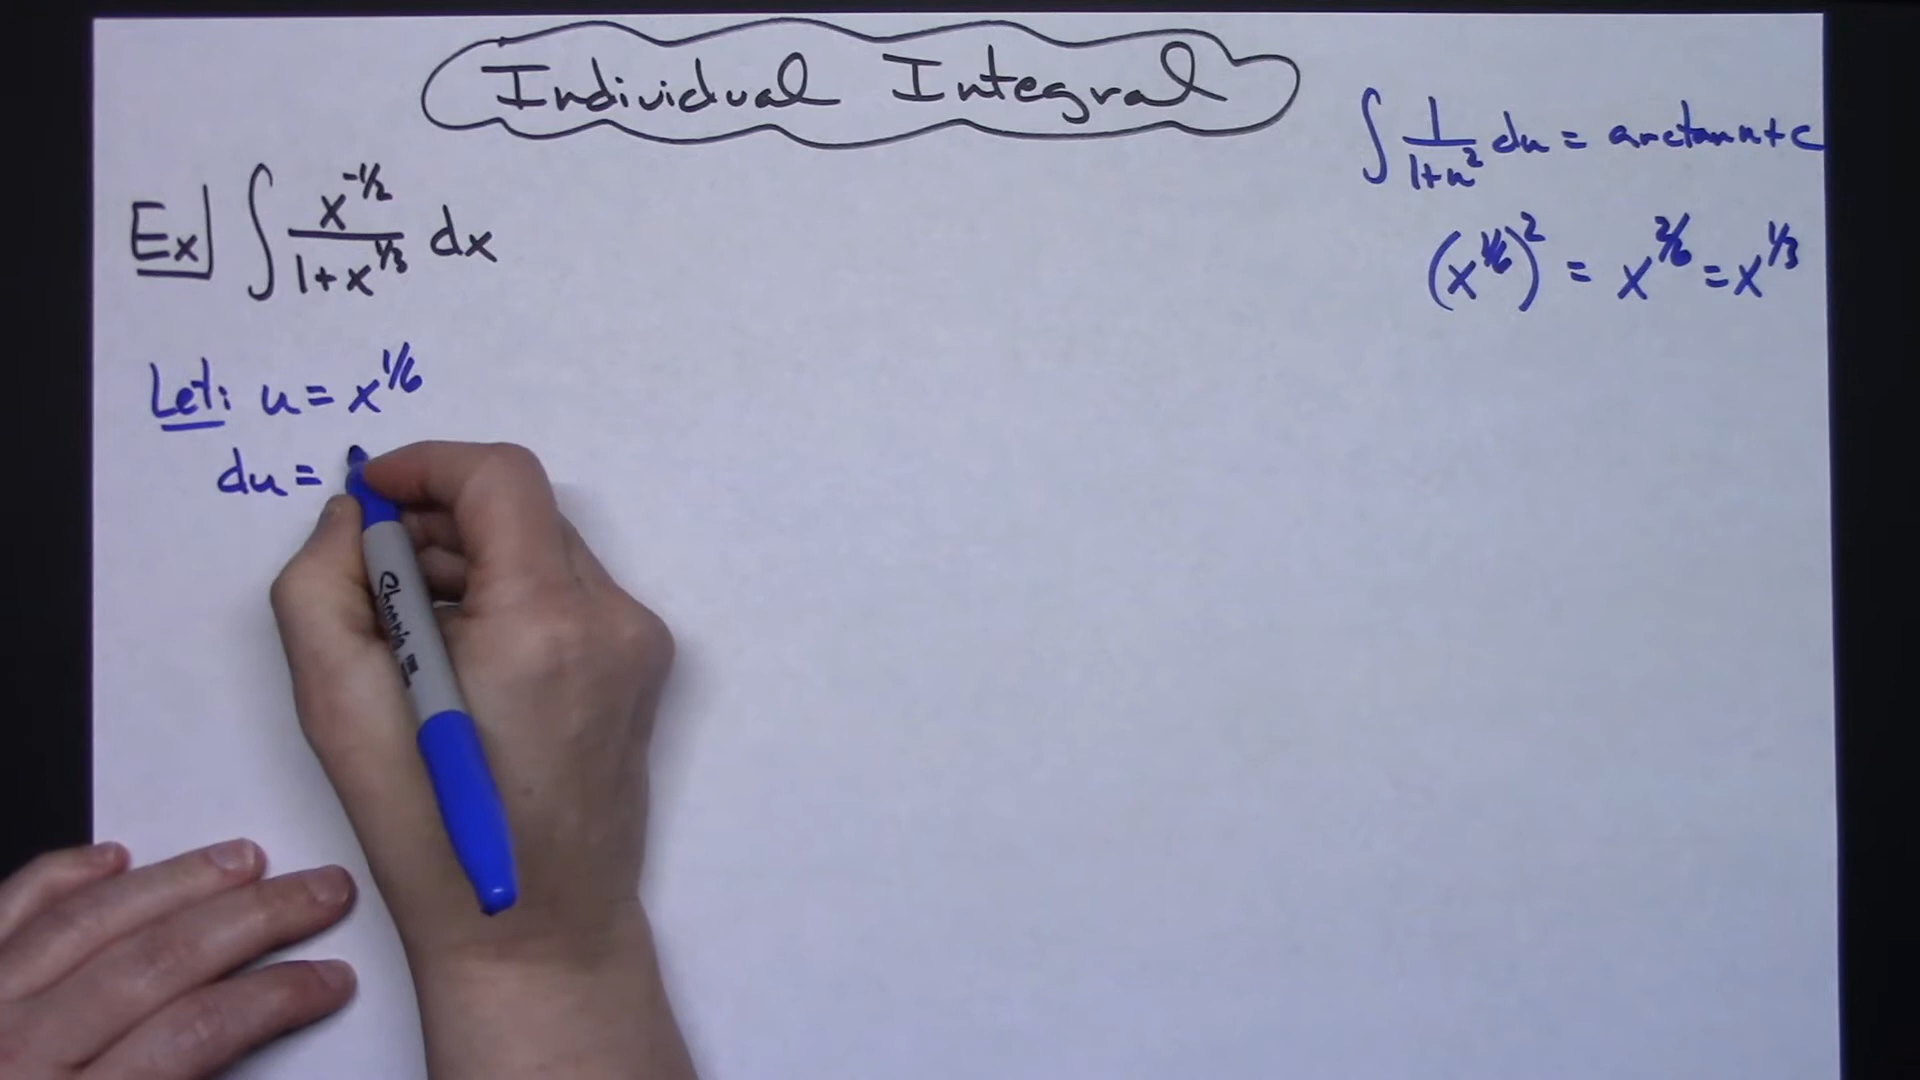 Individual Integral
∫ 1/(1+u²) du = arctan u + c
Ex] ∫ x^(-1/2)/(1+x^(1/3)) dx
(x^(1/6))² = x^(2/6) = x^(1/3)
Let: u = x^(1/6)
du =
Sharpie